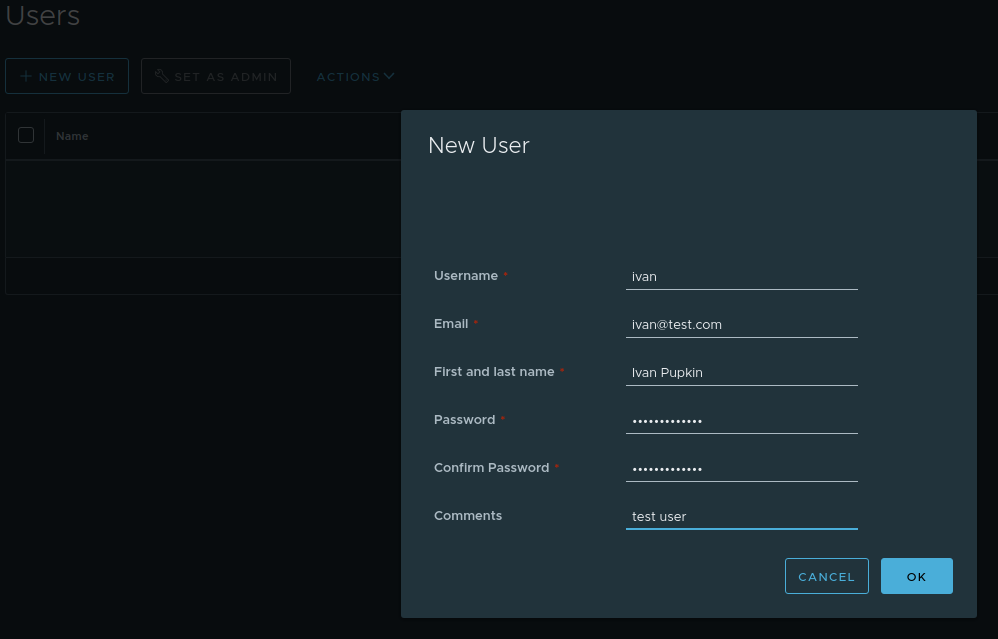 Users
NEW USER SET AS ADMIN ACTIONS
Name
New User
Username * ivan
Email * ivan@test.com
First and last name * Ivan Pupkin
Password * •••••••••••••
Confirm Password * •••••••••••••
Comments test user
CANCEL OK